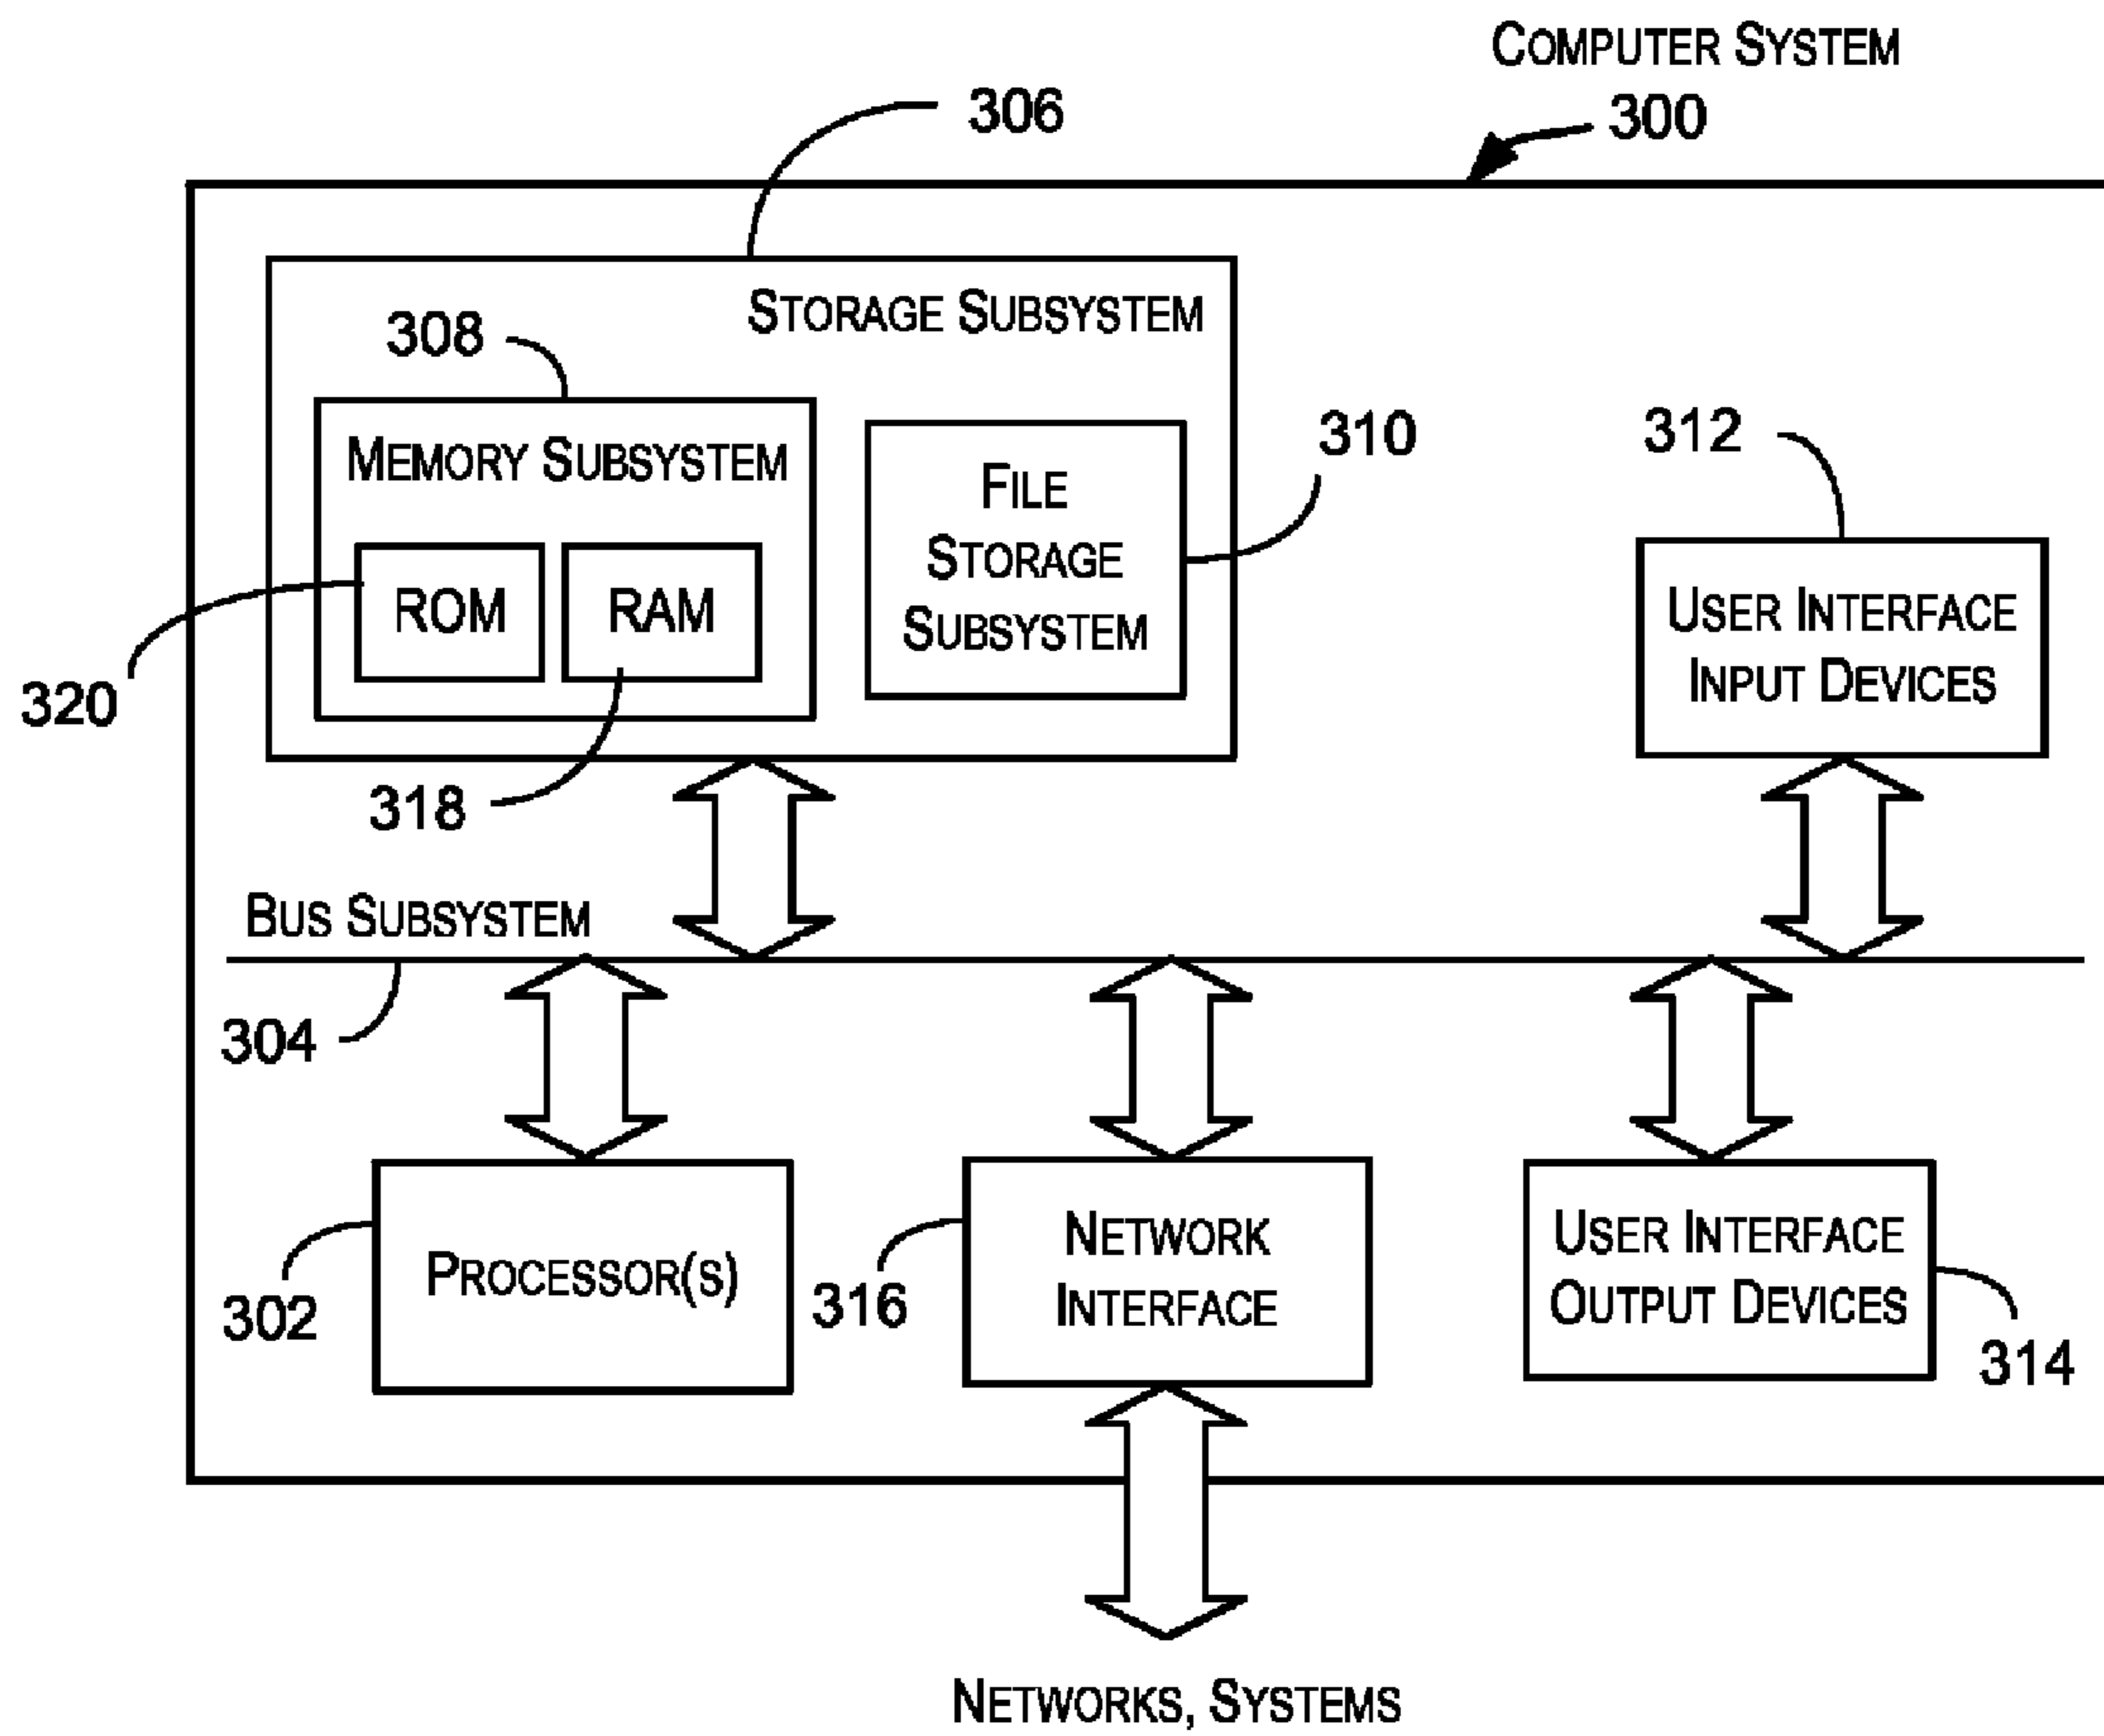 COMPUTER SYSTEM
300
306
STORAGE SUBSYSTEM
308
MEMORY SUBSYSTEM
ROM
RAM
320
318
FILE
STORAGE
SUBSYSTEM
310
312
USER INTERFACE
INPUT DEVICES
BUS SUBSYSTEM
304
PROCESSOR(S)
302
NETWORK
INTERFACE
316
USER INTERFACE
OUTPUT DEVICES
314
NETWORKS, SYSTEMS